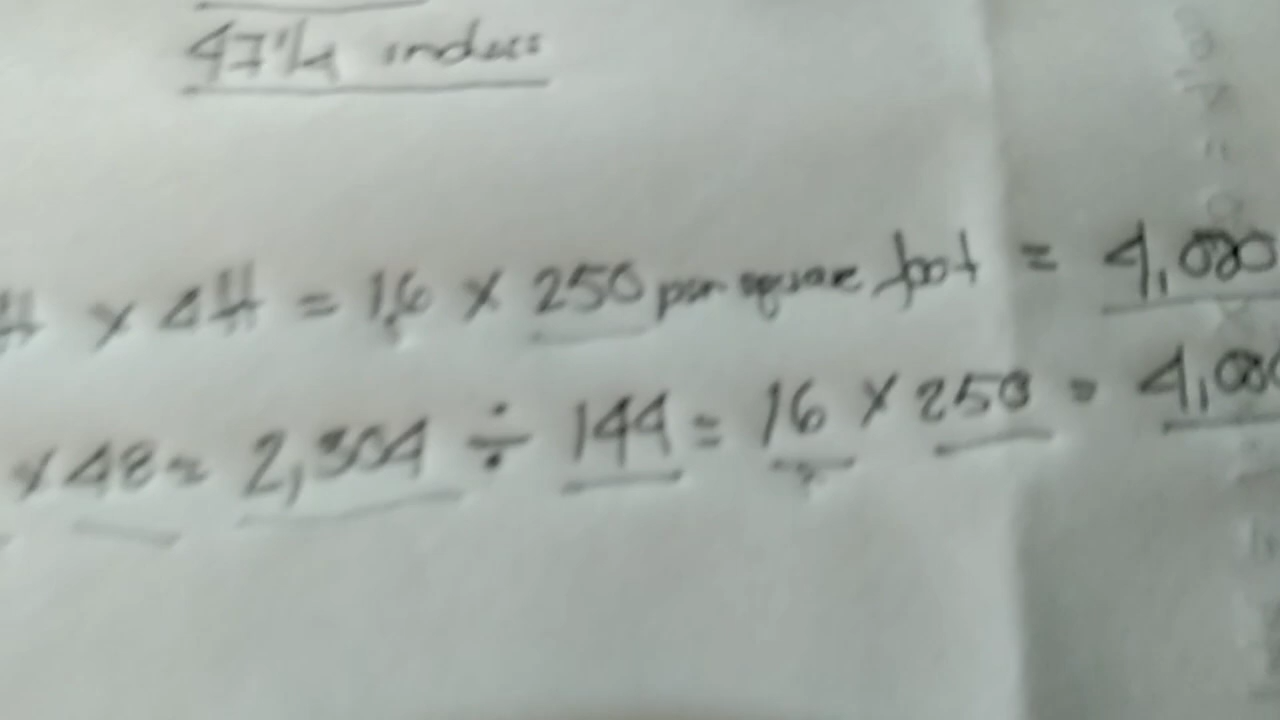 47¼ inches
ft x 4ft = 16 x 250 per square foot = 4,000
x 48 = 2,304 ÷ 144 = 16 x 250 = 4,000